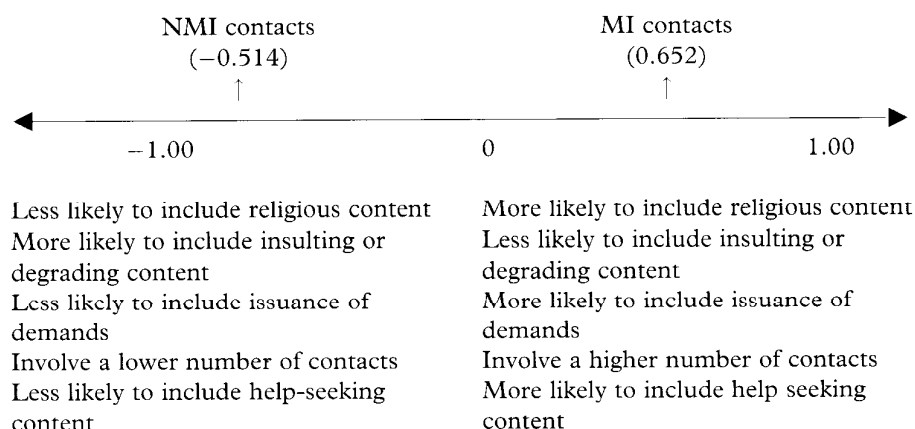 NMI contacts
(−0.514)
↑
MI contacts
(0.652)
↑
−1.00 0 1.00
Less likely to include religious content
More likely to include insulting or
degrading content
Less likely to include issuance of
demands
Involve a lower number of contacts
Less likely to include help-seeking
content
More likely to include religious content
Less likely to include insulting or
degrading content
More likely to include issuance of
demands
Involve a higher number of contacts
More likely to include help seeking
content